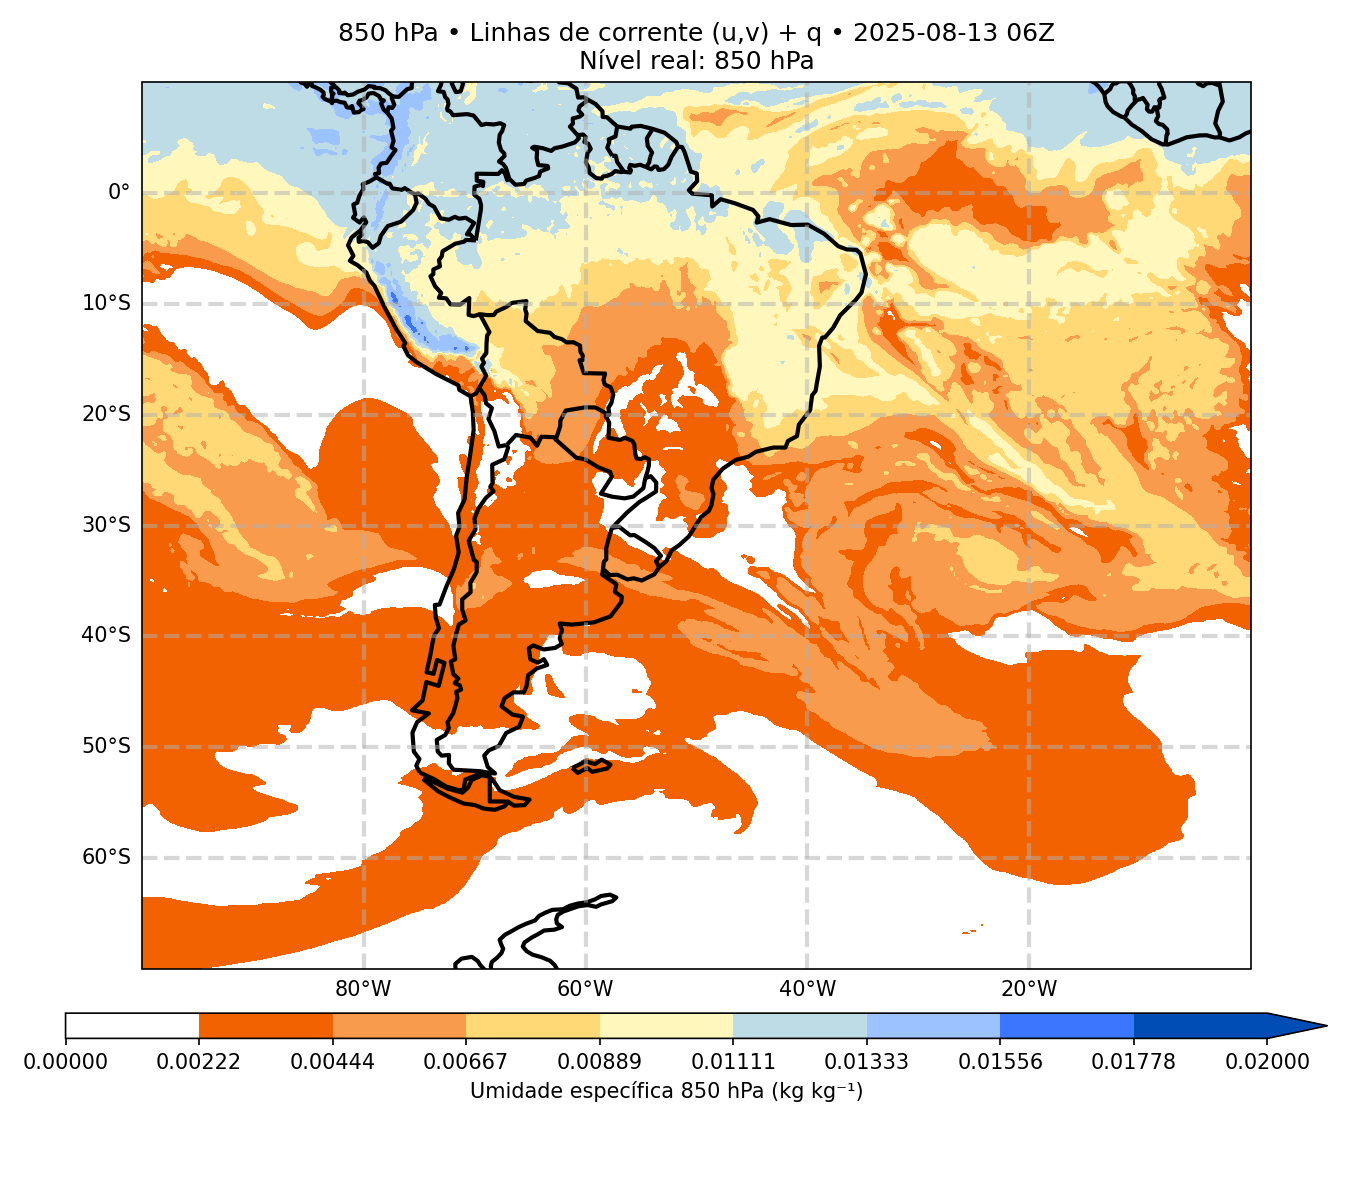 850 hPa • Linhas de corrente (u,v) + q • 2025-08-13 06Z
Nível real: 850 hPa
0°
10°S
20°S
30°S
40°S
50°S
60°S
80°W 60°W 40°W 20°W
0.00000 0.00222 0.00444 0.00667 0.00889 0.01111 0.01333 0.01556 0.01778 0.02000
Umidade específica 850 hPa (kg kg⁻¹)